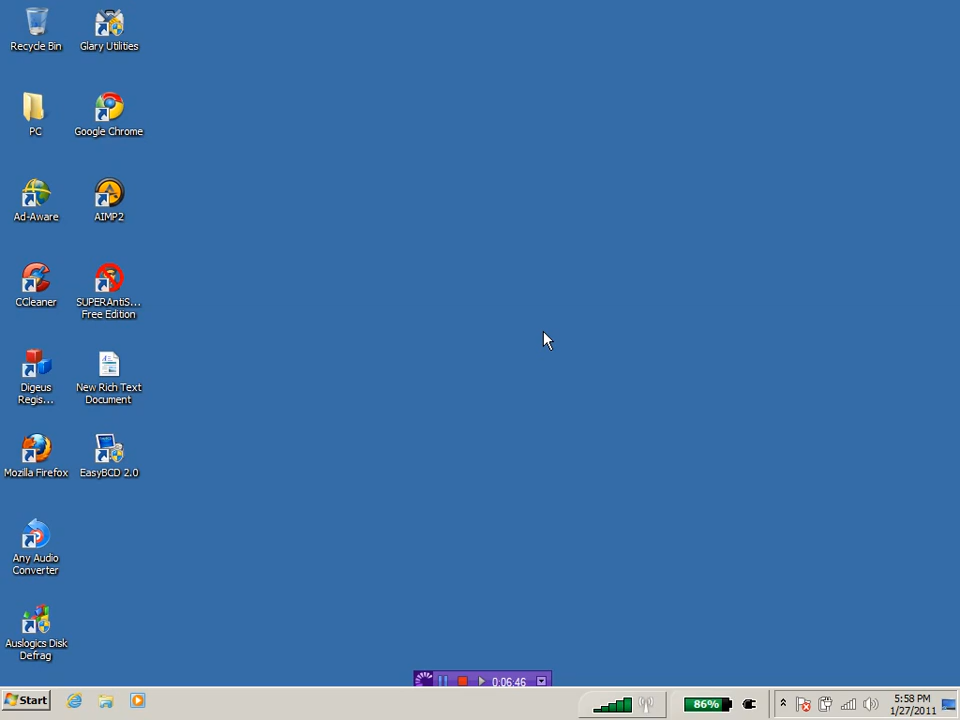 Recycle Bin
Glary Utilities
PC
Google Chrome
Ad-Aware
AIMP2
CCleaner
SUPERAntiS...
Free Edition
Digeus
Regis...
New Rich Text
Document
Mozilla Firefox
EasyBCD 2.0
Any Audio
Converter
Auslogics Disk
Defrag
0:06:46
Start
86%
5:58 PM
1/27/2011